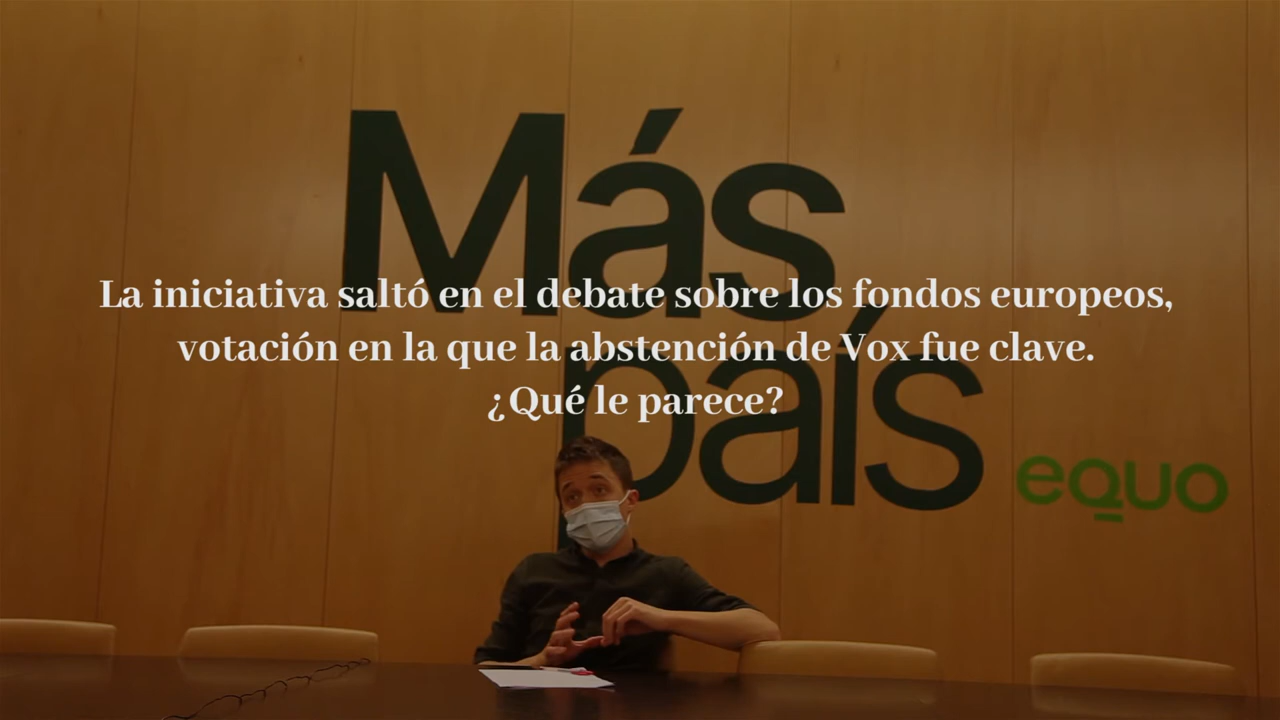 Más
país
equo
La iniciativa saltó en el debate sobre los fondos europeos,
votación en la que la abstención de Vox fue clave.
¿Qué le parece?